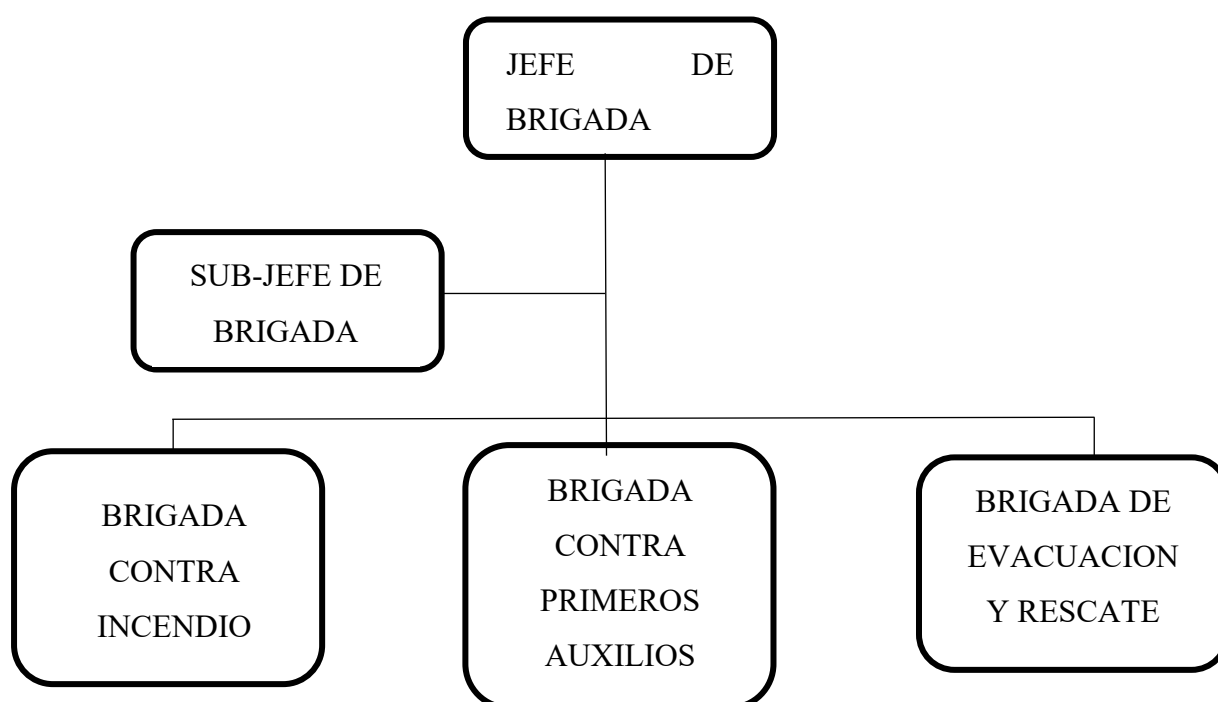 JEFE DE
BRIGADA
SUB-JEFE DE
BRIGADA
BRIGADA
CONTRA
INCENDIO
BRIGADA
CONTRA
PRIMEROS
AUXILIOS
BRIGADA DE
EVACUACION
Y RESCATE